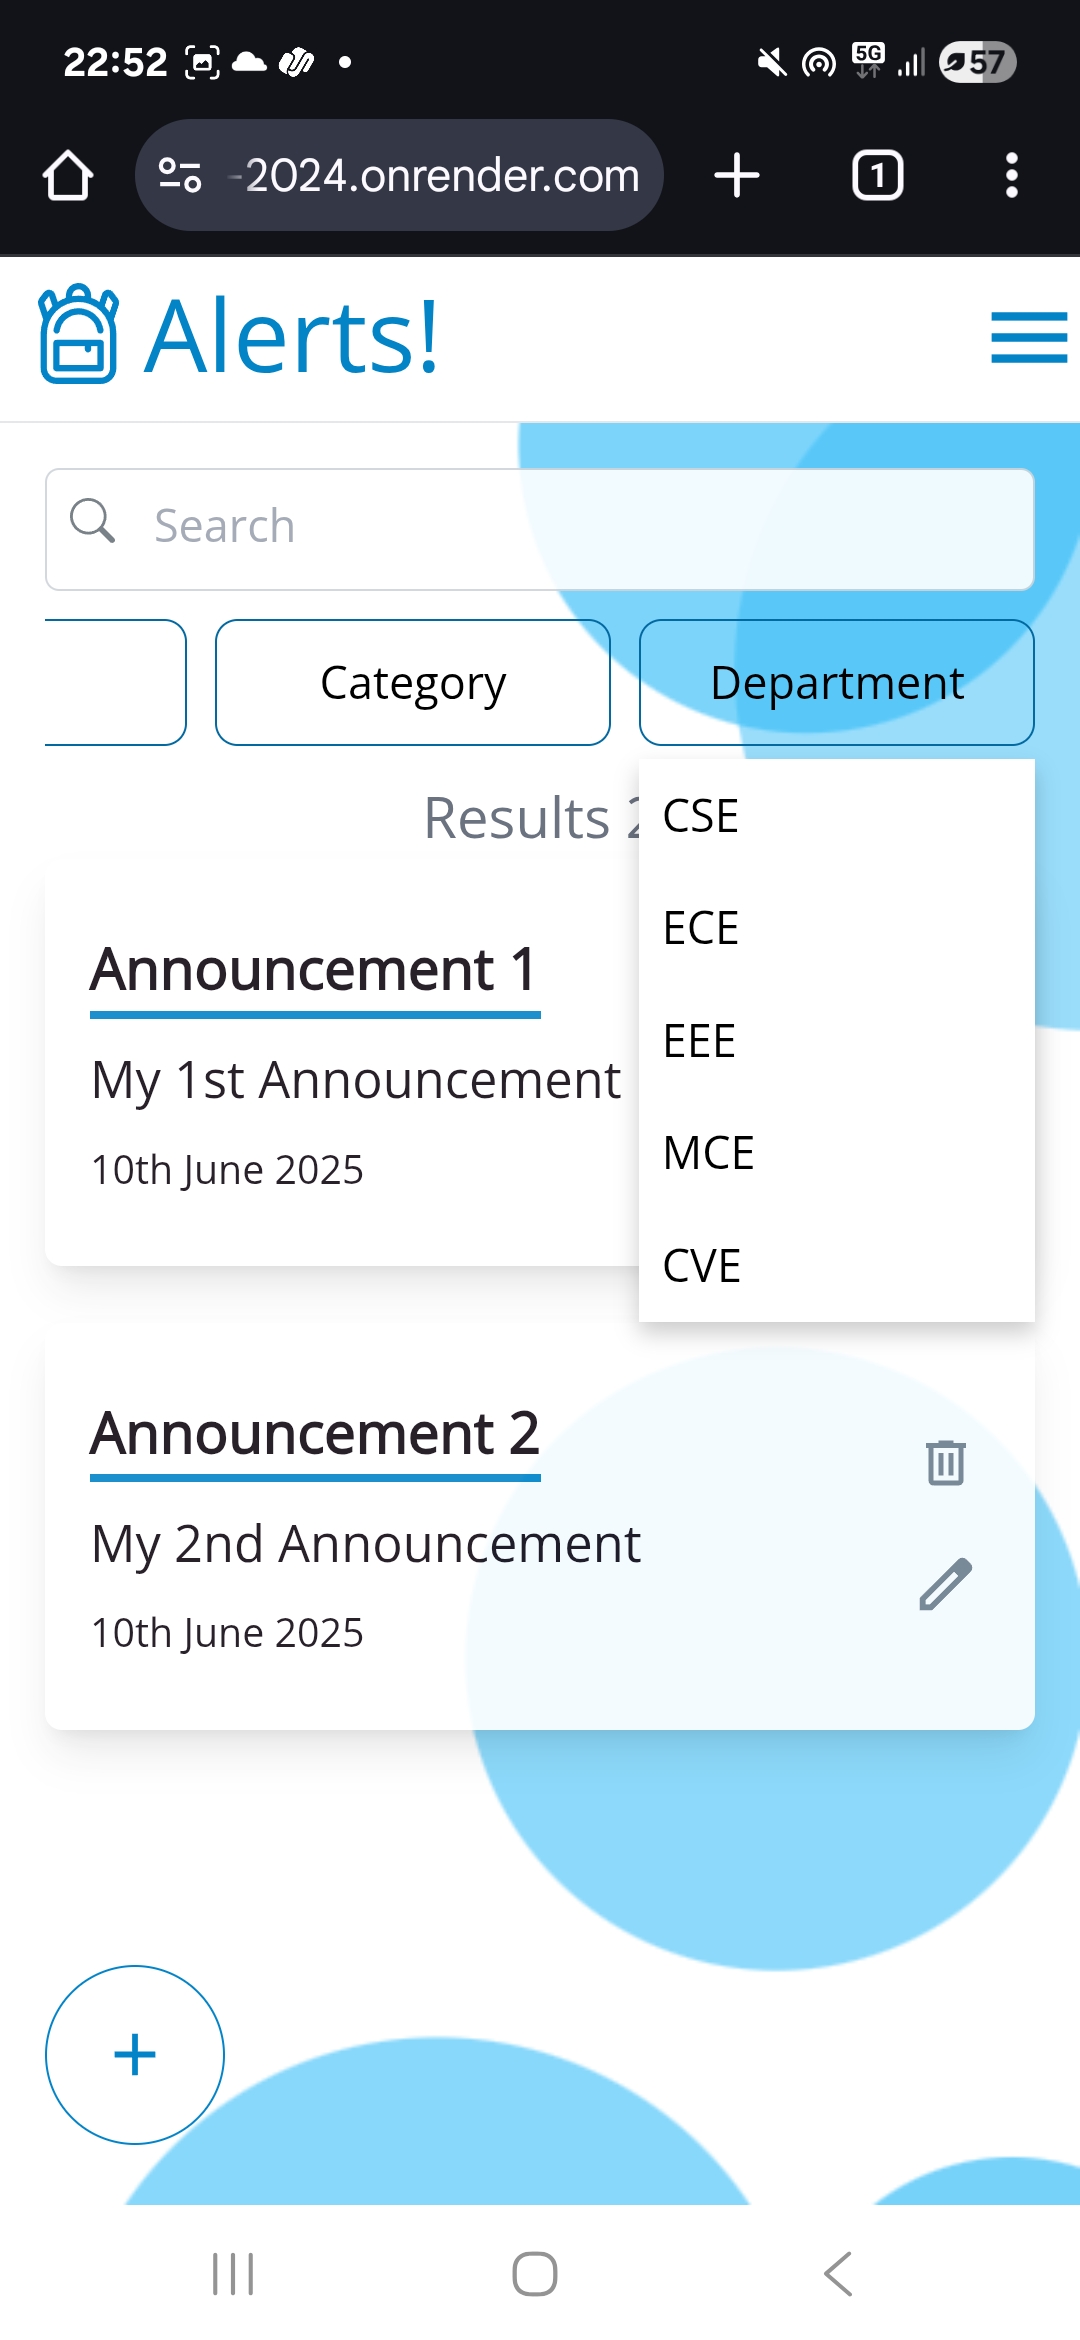 22:52
5G
57
-2024.onrender.com
1
Alerts!
Search
Category
Department
Results
CSE
ECE
EEE
MCE
CVE
Announcement 1
My 1st Announcement
10th June 2025
Announcement 2
My 2nd Announcement
10th June 2025